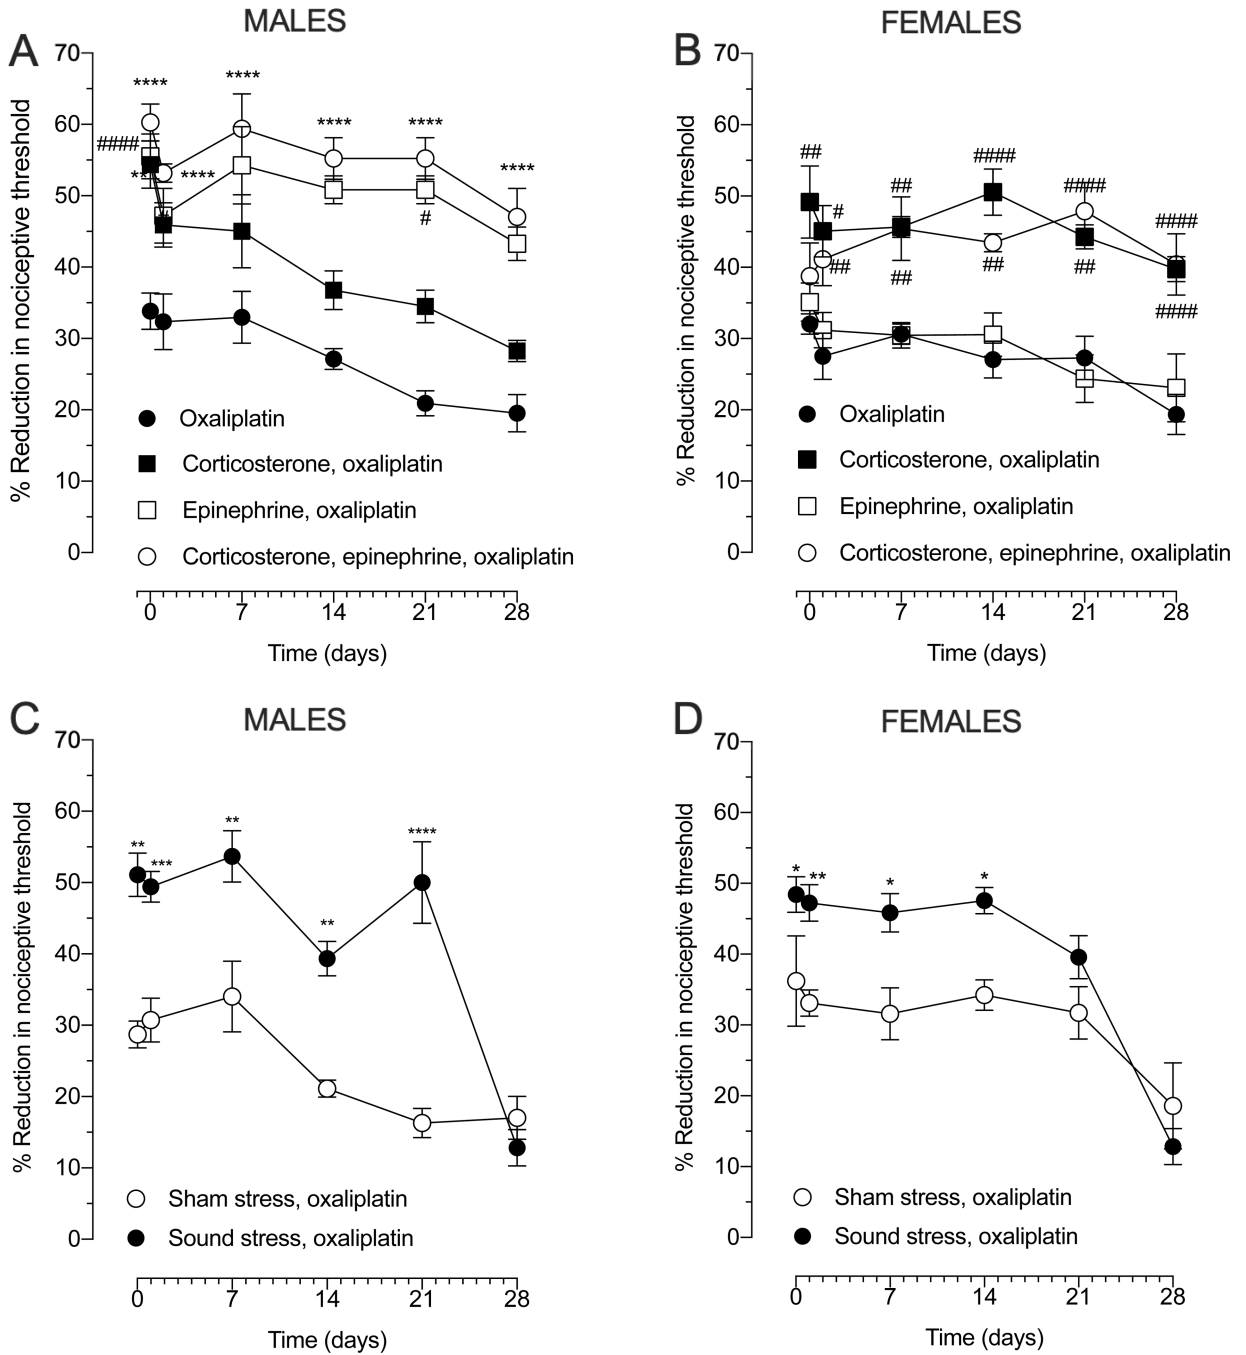 MALES
A
70
60
50
40
30
20
10
0
% Reduction in nociceptive threshold
****
****
****
****
****
####
**
****
#
Oxaliplatin
Corticosterone, oxaliplatin
Epinephrine, oxaliplatin
Corticosterone, epinephrine, oxaliplatin
0 7 14 21 28
Time (days)
FEMALES
B
70
60
50
40
30
20
10
0
% Reduction in nociceptive threshold
##
#
##
##
##
####
##
####
##
####
####
Oxaliplatin
Corticosterone, oxaliplatin
Epinephrine, oxaliplatin
Corticosterone, epinephrine, oxaliplatin
0 7 14 21 28
Time (days)
MALES
C
70
60
50
40
30
20
10
0
% Reduction in nociceptive threshold
**
***
**
**
****
Sham stress, oxaliplatin
Sound stress, oxaliplatin
0 7 14 21 28
Time (days)
FEMALES
D
70
60
50
40
30
20
10
0
% Reduction in nociceptive threshold
*
**
*
*
Sham stress, oxaliplatin
Sound stress, oxaliplatin
0 7 14 21 28
Time (days)